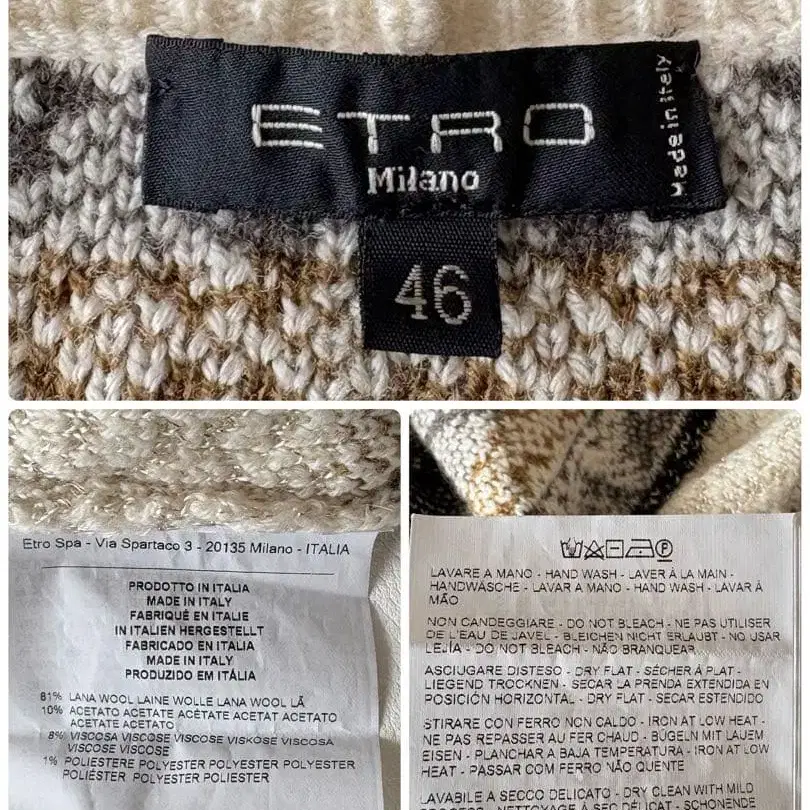 ETRO
Milano
Made in Italy
46
Etro Spa - Via Spartaco 3 - 20135 Milano - ITALIA
PRODOTTO IN ITALIA
MADE IN ITALY
FABRIQUÉ EN ITALIE
IN ITALIEN HERGESTELLT
FABRICADO EN ITALIA
MADE IN ITALY
PRODUZIDO EM ITÁLIA
81% LANA WOOL LAINE WOLLE LANA WOOL LÃ
10% ACETATO ACETATE ACÉTATE ACETAT ACETATO
ACETATE ACETATO
8% VISCOSA VISCOSE VISCOSE VISKOSE VISCOSA
VISCOSE VISCOSE
1% POLIESTERE POLYESTER POLYESTER POLYESTER
POLIÉSTER POLYESTER POLIESTER
LAVARE A MANO - HAND WASH - LAVER À LA MAIN -
HANDWÄSCHE - LAVAR A MANO - HAND WASH - LAVAR À
MÃO
NON CANDEGGIARE - DO NOT BLEACH - NE PAS UTILISER
DE L'EAU DE JAVEL - BLEICHEN NICHT ERLAUBT - NO USAR
LEJÍA - DO NOT BLEACH - NÃO BRANQUEAR
ASCIUGARE DISTESO - DRY FLAT - SÉCHER À PLAT -
LIEGEND TROCKNEN - SECAR LA PRENDA EXTENDIDA EN
POSICIÓN HORIZONTAL - DRY FLAT - SECAR ESTENDIDO
STIRARE CON FERRO NON CALDO - IRON AT LOW HEAT -
NE PAS REPASSER AU FER CHAUD - BÜGELN MIT LAUEM
EISEN - PLANCHAR A BAJA TEMPERATURA - IRON AT LOW
HEAT - PASSAR COM FERRO NÃO QUENTE
LAVABILE A SECCO DELICATO - DRY CLEAN WITH MILD
PROCESS - NETTOYAGE À SEC DÉLICAT - SCHONENDE